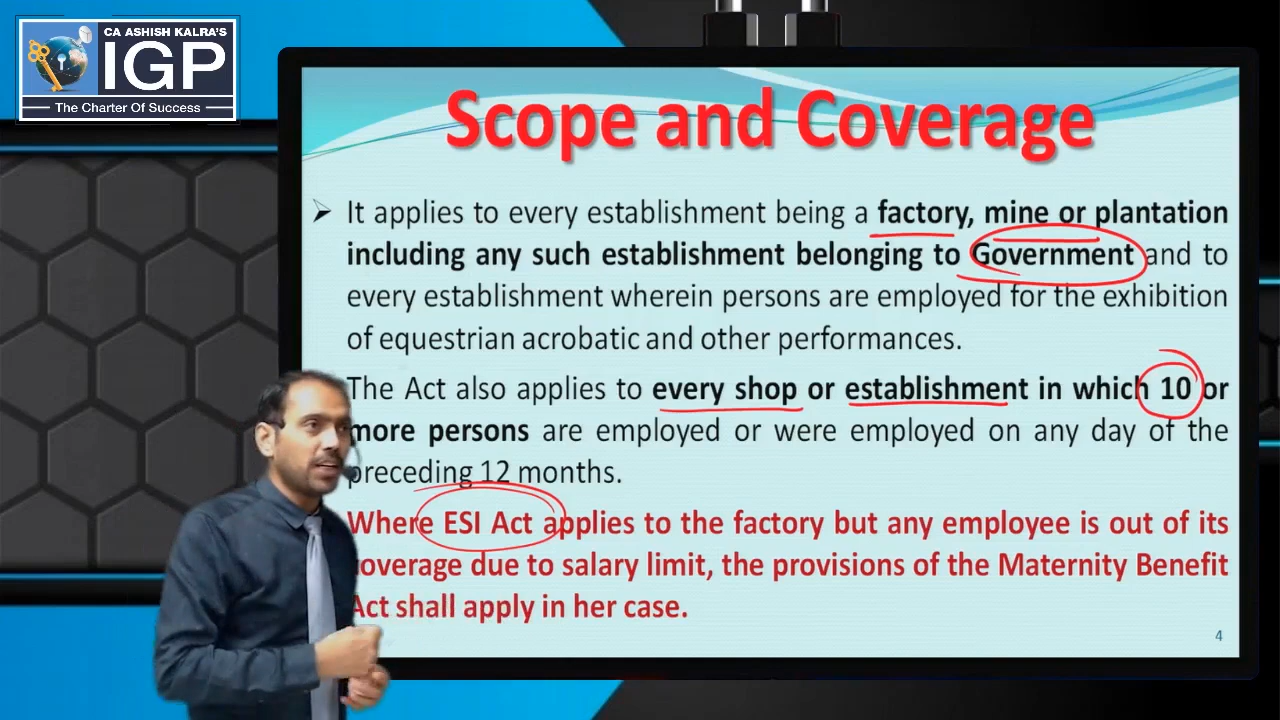 CA ASHISH KALRA'S
IGP
The Charter Of Success
Scope and Coverage
It applies to every establishment being a factory, mine or plantation
including any such establishment belonging to Government and to
every establishment wherein persons are employed for the exhibition
of equestrian acrobatic and other performances.
The Act also applies to every shop or establishment in which 10 or
more persons are employed or were employed on any day of the
preceding 12 months.
Where ESI Act applies to the factory but any employee is out of its
coverage due to salary limit, the provisions of the Maternity Benefit
Act shall apply in her case.
4